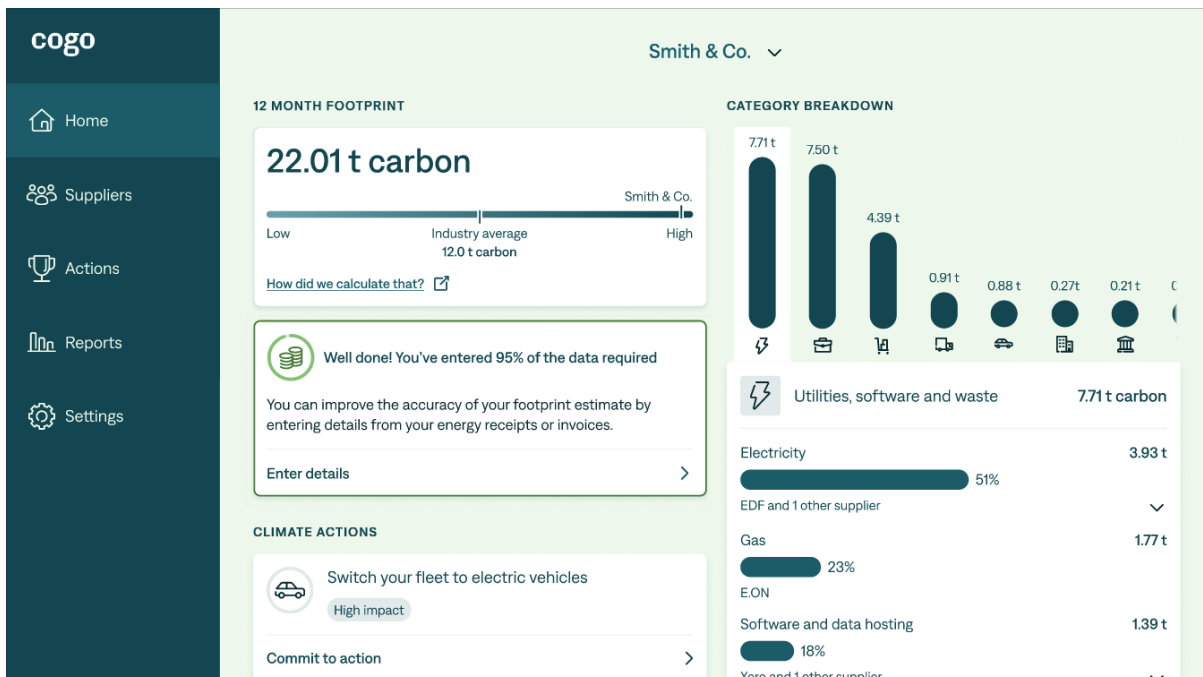 cogo
Home
Suppliers
Actions
Reports
Settings
Smith & Co.
12 MONTH FOOTPRINT
22.01 t carbon
Smith & Co.
Low
Industry average
High
12.0 t carbon
How did we calculate that?
Well done! You've entered 95% of the data required
You can improve the accuracy of your footprint estimate by
entering details from your energy receipts or invoices.
Enter details
CLIMATE ACTIONS
Switch your fleet to electric vehicles
High impact
Commit to action
CATEGORY BREAKDOWN
7.71 t
7.50 t
4.39 t
0.91 t
0.88 t
0.27t
0.21 t
Utilities, software and waste
7.71 t carbon
Electricity
3.93 t
51%
EDF and 1 other supplier
Gas
1.77 t
23%
E.ON
Software and data hosting
1.39 t
18%
Xero and 1 other supplier